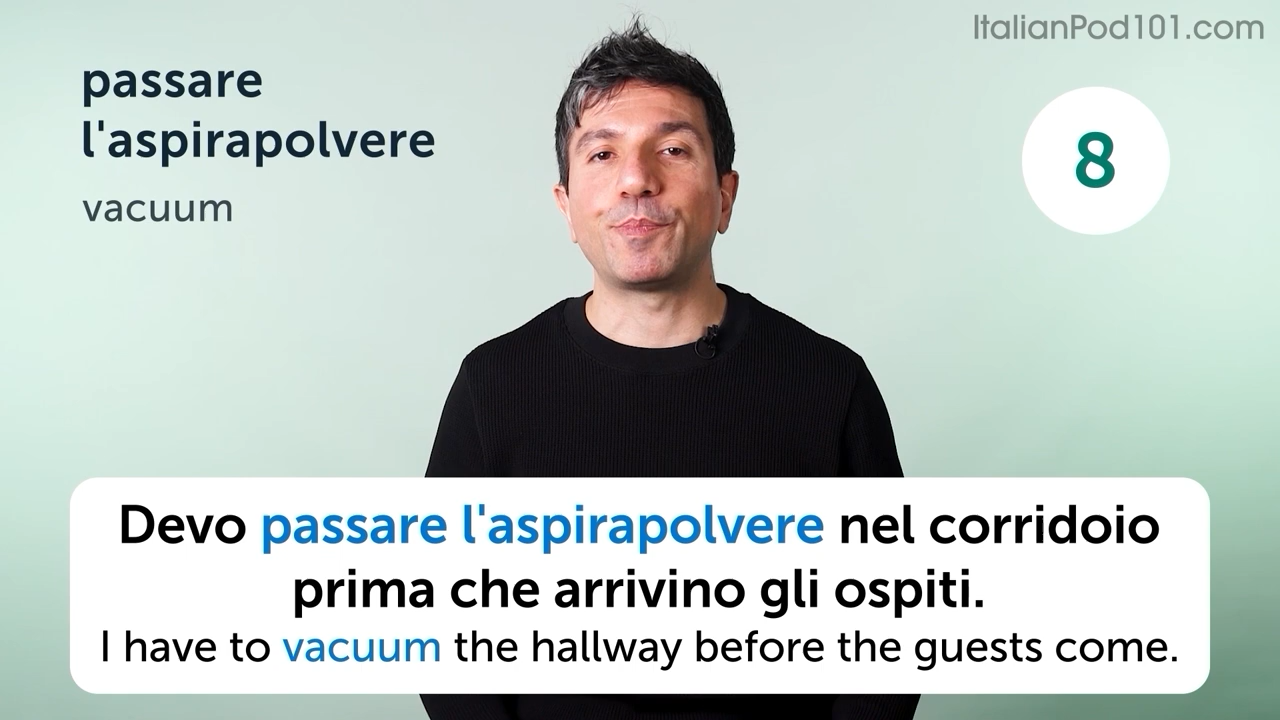 ItalianPod101.com
passare
l'aspirapolvere
vacuum
8
Devo passare l'aspirapolvere nel corridoio
prima che arrivino gli ospiti.
I have to vacuum the hallway before the guests come.